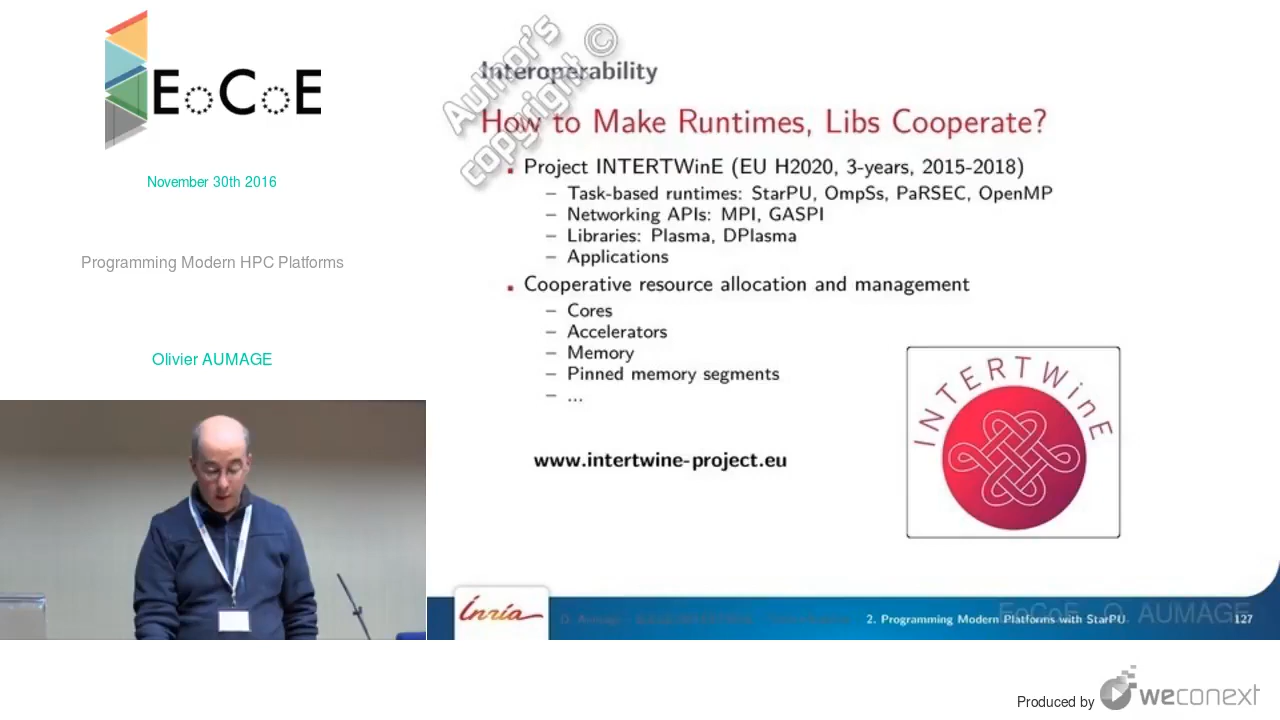 EoCoE
November 30th 2016
Programming Modern HPC Platforms
Olivier AUMAGE
Author's
copyright ©
Interoperability
How to Make Runtimes, Libs Cooperate?
Project INTERTWinE (EU H2020, 3-years, 2015-2018)
– Task-based runtimes: StarPU, OmpSs, PaRSEC, OpenMP
– Networking APIs: MPI, GASPI
– Libraries: Plasma, DPlasma
– Applications
Cooperative resource allocation and management
– Cores
– Accelerators
– Memory
– Pinned memory segments
– ...
INTERTWinE
www.intertwine-project.eu
Inria
2. Programming Modern Platforms with StarPU
EoCoE O. AUMAGE
127
Produced by weconext